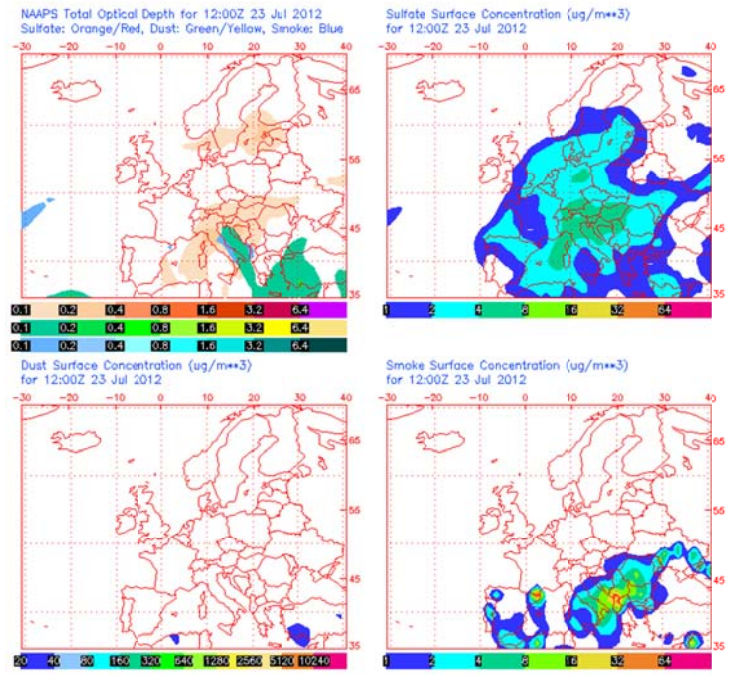 NAAPS Total Optical Depth for 12:00Z 23 Jul 2012
Sulfate: Orange/Red, Dust: Green/Yellow, Smoke: Blue
-30 -20 -10 0 10 20 30 40
65
55
45
35
0.1 0.2 0.4 0.8 1.6 3.2 6.4
0.1 0.2 0.4 0.8 1.6 3.2 6.4
0.1 0.2 0.4 0.8 1.6 3.2 6.4
Sulfate Surface Concentration (ug/m**3)
for 12:00Z 23 Jul 2012
-30 -20 -10 0 10 20 30 40
65
55
45
35
1 2 4 8 16 32 64
Dust Surface Concentration (ug/m**3)
for 12:00Z 23 Jul 2012
-30 -20 -10 0 10 20 30 40
65
55
45
35
20 40 80 160 320 640 1280 2560 5120 10240
Smoke Surface Concentration (ug/m**3)
for 12:00Z 23 Jul 2012
-30 -20 -10 0 10 20 30 40
65
55
45
35
1 2 4 8 16 32 64